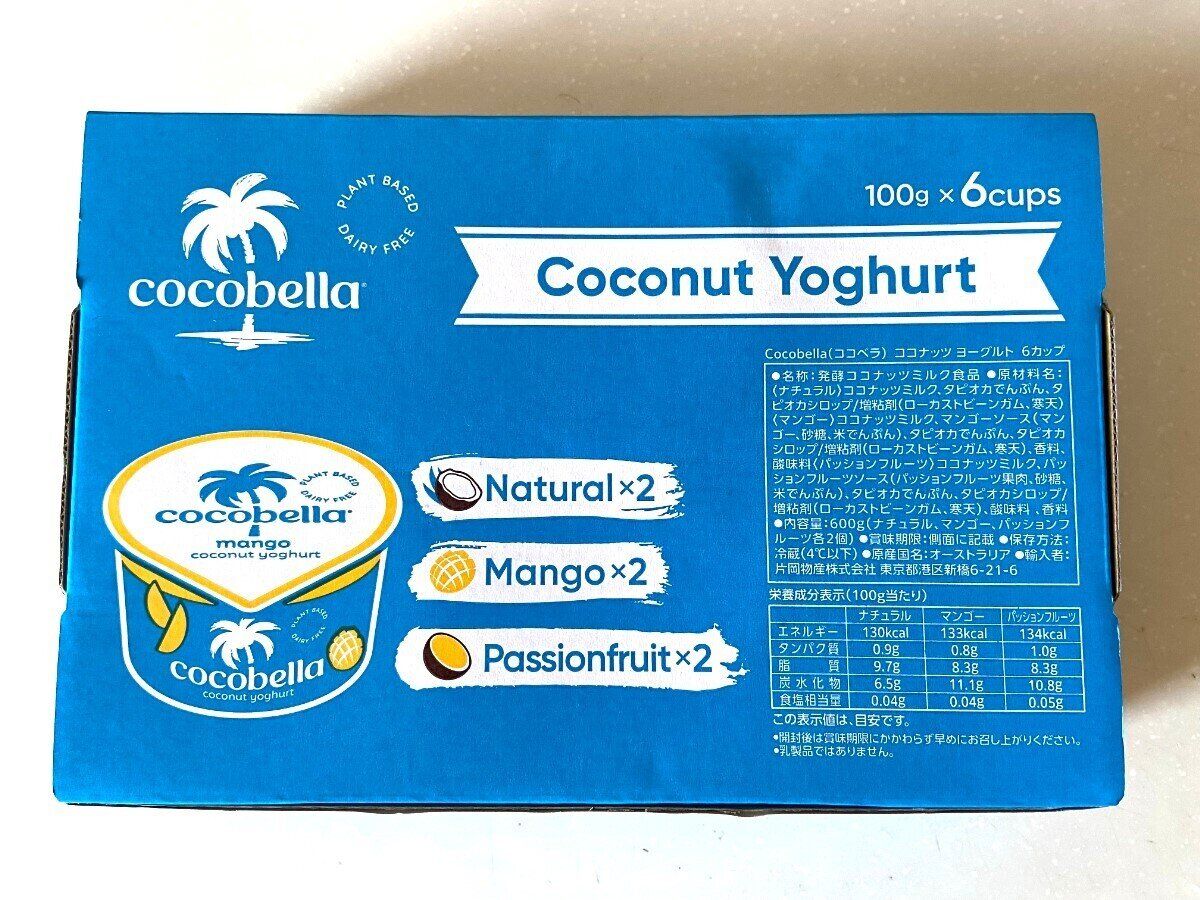 PLANT BASED
DAIRY FREE
cocobella
100g × 6cups
Coconut Yoghurt
Cocobella(ココベラ) ココナッツ ヨーグルト 6カップ
●名称:発酵ココナッツミルク食品 ●原材料名:
〈ナチュラル〉ココナッツミルク、タピオカでんぷん、タ
ピオカシロップ/増粘剤(ローカストビーンガム、寒天)
〈マンゴー〉ココナッツミルク、マンゴーソース(マン
ゴー、砂糖、米でんぷん)、タピオカでんぷん、タピオカ
シロップ/増粘剤(ローカストビーンガム、寒天)、香料、
酸味料〈パッションフルーツ〉ココナッツミルク、パッ
ションフルーツソース(パッションフルーツ果肉、砂糖、
米でんぷん)、タピオカでんぷん、タピオカシロップ/
増粘剤(ローカストビーンガム、寒天)、酸味料、香料
●内容量:600g(ナチュラル、マンゴー、パッションフ
ルーツ各2個) ●賞味期限:側面に記載 ●保存方法:
冷蔵(4℃以下) ●原産国名:オーストラリア ●輸入者:
片岡物産株式会社 東京都港区新橋6-21-6
栄養成分表示(100g当たり)
ナチュラル マンゴー パッションフルーツ
エネルギー 130kcal 133kcal 134kcal
タンパク質 0.9g 0.8g 1.0g
脂質 9.7g 8.3g 8.3g
炭水化物 6.5g 11.1g 10.8g
食塩相当量 0.04g 0.04g 0.05g
この表示値は、目安です。
•開封後は賞味期限にかかわらず早めにお召し上がりください。
•乳製品ではありません。
Natural×2
Mango×2
Passionfruit×2
PLANT BASED
DAIRY FREE
cocobella
mango
coconut yoghurt
PLANT BASED
DAIRY FREE
cocobella
coconut yoghurt